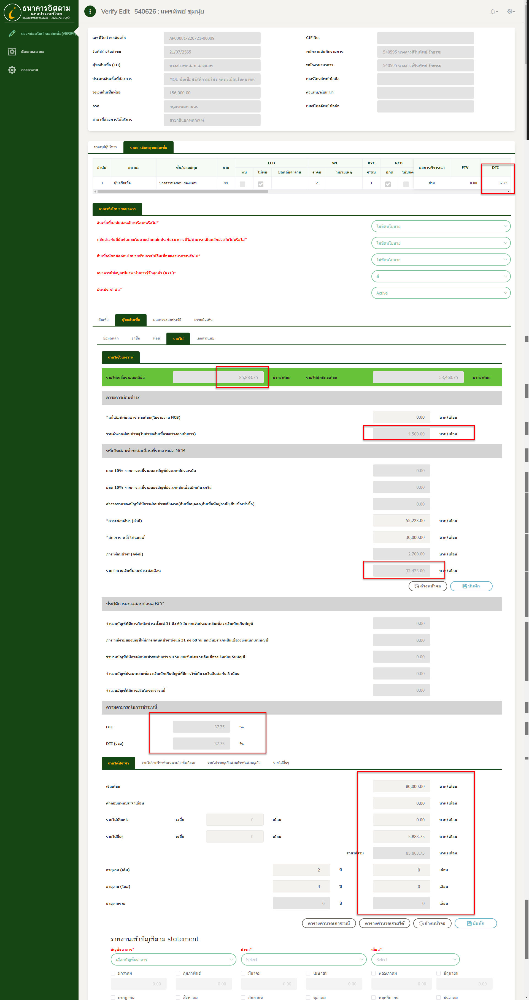 ธนาคารอิสลาม
แห่งประเทศไทย
ISLAMIC BANK OF THAILAND
Verify Edit 540626 : แพรทิพย์ ชุมนุ้ย
ตรวจสอบใบคำขอสินเชื่อ(VERIFY)
ติดตามสถานะ
การลางาน
เลขที่ใบคำขอสินเชื่อ AP00081-220721-00009 CIF No.
วันที่สร้างใบคำขอ 21/07/2565 พนักงานบันทึกรายการ 540595 นางสาวศิรินทิพย์ รักธรรม
ผู้ขอสินเชื่อ (TH) นางสาวทดสอบ สองแอพ พนักงานธนาคาร 540595 นางสาวศิรินทิพย์ รักธรรม
ประเภทสินเชื่อที่ต้องการ MOU สินเชื่อสวัสดิการบริษัทจดทะเบียนในตลาดห เบอร์โทรศัพท์-มือถือ
วงเงินสินเชื่อที่ขอ 156,000.00 ตัวแทน/ผู้แนะนำ
ภาค กรุงเทพมหานคร เบอร์โทรศัพท์-มือถือ
สาขาที่ต้องการใช้บริการ สาขาสี่แยกทศกัณฑ์
บทสรุปผู้บริหาร รายละเอียดผู้ขอสินเชื่อ
ลำดับ สถานะ ชื่อ/นามสกุล อายุ LED WL KYC NCB ผลการพิจารณา FTV DTI
พบ ไม่พบ ปลดล้มละลาย ระดับ หมายเหตุ ระดับ ปกติ ไม่ปกติ
1 ผู้ขอสินเชื่อ นางสาวทดสอบ สองแอพ 44 2 1 ผ่าน 0.00 37.75
เกณฑ์นโยบายธนาคาร
สินเชื่อที่ขอขัดต่อหลักชะรีอะฮ์หรือไม่* ไม่ขัดนโยบาย
หลักประกันที่ยื่นขัดต่อนโยบายด้านหลักประกันธนาคารที่ไม่สามารถเป็นหลักประกันได้หรือไม่* ไม่ขัดนโยบาย
สินเชื่อที่ขอขัดต่อนโยบายด้านการให้สินเชื่อของธนาคารหรือไม่* ไม่ขัดนโยบาย
ธนาคารมีข้อมูลเพียงพอในการรู้จักลูกค้า (KYC)* มี
บัตรประชาชน* Active
สินเชื่อ ผู้ขอสินเชื่อ ผลตรวจสอบประวัติ ความคิดเห็น
ข้อมูลหลัก อาชีพ ที่อยู่ รายได้ เอกสารแนบ
รายได้/วิเคราะห์
รายได้เฉลี่ยรวมต่อเดือน 85,883.75 บาท/เดือน รายได้สุทธิต่อเดือน 53,460.75 บาท/เดือน
ภาระการผ่อนชำระ
*หนี้เดิมที่ผ่อนชำระต่อเดือน(ไม่รายงาน NCB) 0.00 บาท/เดือน
รวมค่างวดผ่อนชำระ(ใบคำขอสินเชื่อระหว่างดำเนินการ) 4,500.00 บาท/เดือน
หนี้เดิมผ่อนชำระต่อเดือนที่รายงานต่อ NCB
ยอด 10% จากภาระหนี้รวมของบัญชีประเภทบัตรเครดิต 0.00
ยอด 10% จากภาระหนี้รวมของบัญชีประเภทสินเชื่อเบิกเกินวงเงิน 0.00
ค่างวดรวมของบัญชีที่มีการผ่อนชำระเป็นงวด(สินเชื่อบุคคล,สินเชื่อที่อยู่อาศัย,สินเชื่อเช่าซื้อ) 0.00
*ภาระผ่อนอื่นๆ (ถ้ามี) 55,223.00 บาท/เดือน
*หัก ภาระหนี้รีไฟแนนซ์ 30,000.00 บาท/เดือน
ภาระผ่อนชำระ (ครั้งนี้) 2,700.00 บาท/เดือน
รวมจำนวนเงินที่ผ่อนชำระต่อเดือน 32,423.00 บาท/เดือน
ล้างหน้าจอ บันทึก
ประวัติการตรวจสอบข้อมูล BCC
จำนวนบัญชีที่มีการผิดนัดชำระตั้งแต่ 31 ถึง 60 วัน ยกเว้นประเภทสินเชื่อวงเงินเบิกเกินบัญชี 0.00
ภาระหนี้รวมของบัญชีที่มีการผิดนัดชำระตั้งแต่ 31 ถึง 60 วัน ยกเว้นประเภทสินเชื่อวงเงินเบิกเกินบัญชี 0.00
จำนวนบัญชีที่มีการผิดนัดชำระเกินกว่า 90 วัน ยกเว้นประเภทสินเชื่อวงเงินเบิกเกินบัญชี 0.00
จำนวนบัญชีประเภทสินเชื่อวงเงินเบิกเกินบัญชีที่มีการใช้เกินวงเงินติดต่อกัน 3 เดือน 0.00
จำนวนบัญชีที่มีการปรับโครงสร้างหนี้ 0.00
ความสามารถในการชำระหนี้
DTI 37.75 %
DTI (รวม) 37.75 %
รายได้ประจำ รายได้จากวิชาชีพเฉพาะ/อาชีพอิสระ รายได้จากธุรกิจส่วนตัว/หุ้นส่วนธุรกิจ รายได้อื่นๆ
เงินเดือน 80,000.00 บาท/เดือน
ค่าตอบแทนประจำเดือน 0.00 บาท/เดือน
รายได้ผันแปร เฉลี่ย 0 เดือน 0.00 บาท/เดือน
รายได้อื่นๆ เฉลี่ย 0 เดือน 5,883.75 บาท/เดือน
รายได้รวม 85,883.75 บาท/เดือน
อายุงาน (เดิม) 2 ปี 0 เดือน
อายุงาน (ใหม่) 4 ปี 0 เดือน
อายุงานรวม 6 ปี 0 เดือน
ตารางคำนวณภาระหนี้ ตารางคำนวณรายได้ ล้างหน้าจอ บันทึก
รายงานเข้าบัญชีตาม statement
บัญชีธนาคาร* สาขา* เดือน*
เลือกบัญชีธนาคาร Select Select
มกราคม กุมภาพันธ์ มีนาคม เมษายน พฤษภาคม มิถุนายน
0.00 0.00 0.00 0.00 0.00 0.00
กรกฎาคม สิงหาคม กันยายน ตุลาคม พฤศจิกายน ธันวาคม